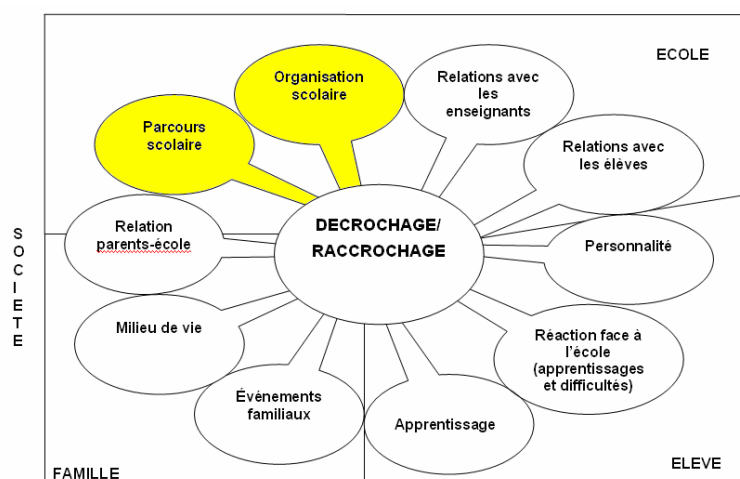 ECOLE
Organisation
scolaire
Relations avec
les
enseignants
Parcours
scolaire
Relations avec
les élèves
DECROCHAGE/
RACCROCHAGE
Relation
parents-école
Personnalité
SOCIETE
Milieu de vie
Réaction face à
l'école
(apprentissages
et difficultés)
Événements
familiaux
Apprentissage
FAMILLE
ELEVE